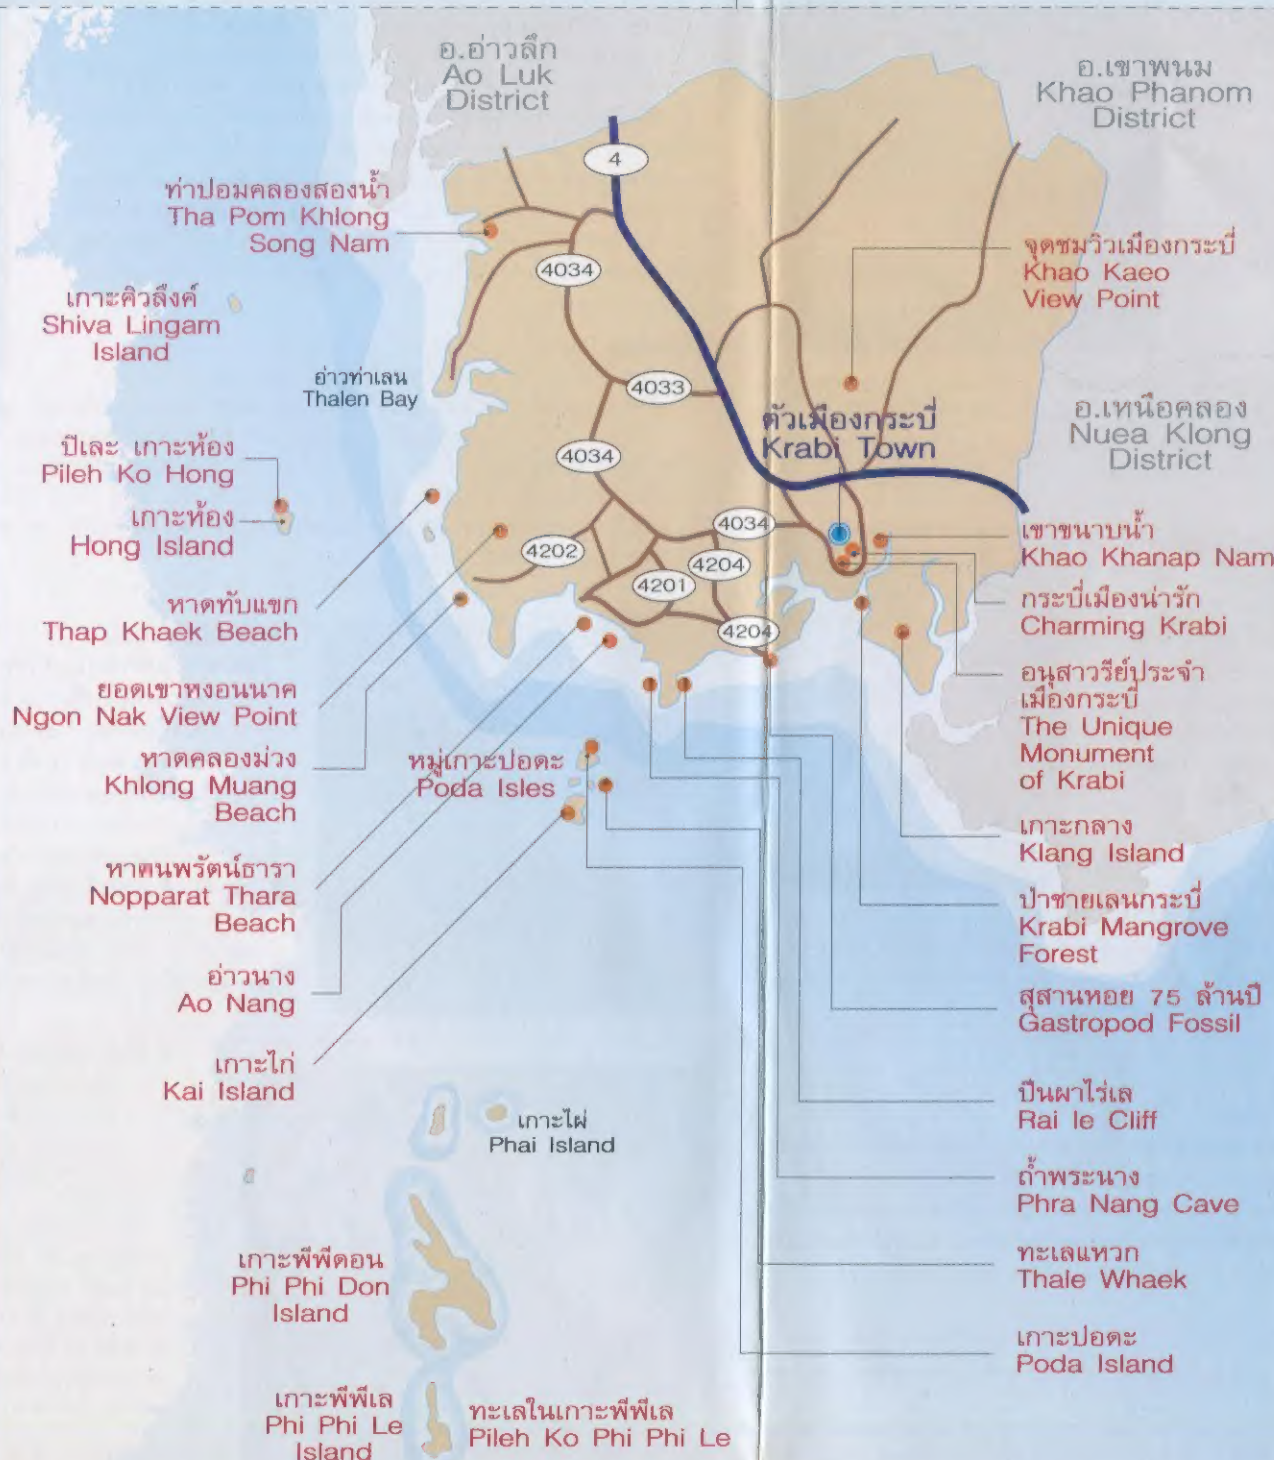 อ.อ่าวลึก
Ao Luk
District
อ.เขาพนม
Khao Phanom
District
4
ท่าปอมคลองสองน้ำ
Tha Pom Khlong
Song Nam
จุดชมวิวเมืองกระบี่
Khao Kaeo
View Point
4034
เกาะศิวลึงค์
Shiva Lingam
Island
อ่าวท่าเลน
Thalen Bay
4033
ตัวเมืองกระบี่
Krabi Town
อ.เหนือคลอง
Nuea Klong
District
ปิเละ เกาะห้อง
Pileh Ko Hong
4034
เกาะห้อง
Hong Island
4034
4202
4204
4201
4204
เขาขนาบน้ำ
Khao Khanap Nam
หาดทับแขก
Thap Khaek Beach
กระบี่เมืองน่ารัก
Charming Krabi
ยอดเขาหงอนนาค
Ngon Nak View Point
อนุสาวรีย์ประจำ
เมืองกระบี่
The Unique
Monument
of Krabi
หาดคลองม่วง
Khlong Muang
Beach
หมู่เกาะปอดะ
Poda Isles
เกาะกลาง
Klang Island
หาดนพรัตน์ธารา
Nopparat Thara
Beach
ป่าชายเลนกระบี่
Krabi Mangrove
Forest
อ่าวนาง
Ao Nang
สุสานหอย 75 ล้านปี
Gastropod Fossil
เกาะไก่
Kai Island
ปีนผาไร่เล
Rai le Cliff
เกาะไผ่
Phai Island
ถ้ำพระนาง
Phra Nang Cave
เกาะพีพีดอน
Phi Phi Don
Island
ทะเลแหวก
Thale Whaek
เกาะปอดะ
Poda Island
เกาะพีพีเล
Phi Phi Le
Island
ทะเลในเกาะพีพีเล
Pileh Ko Phi Phi Le